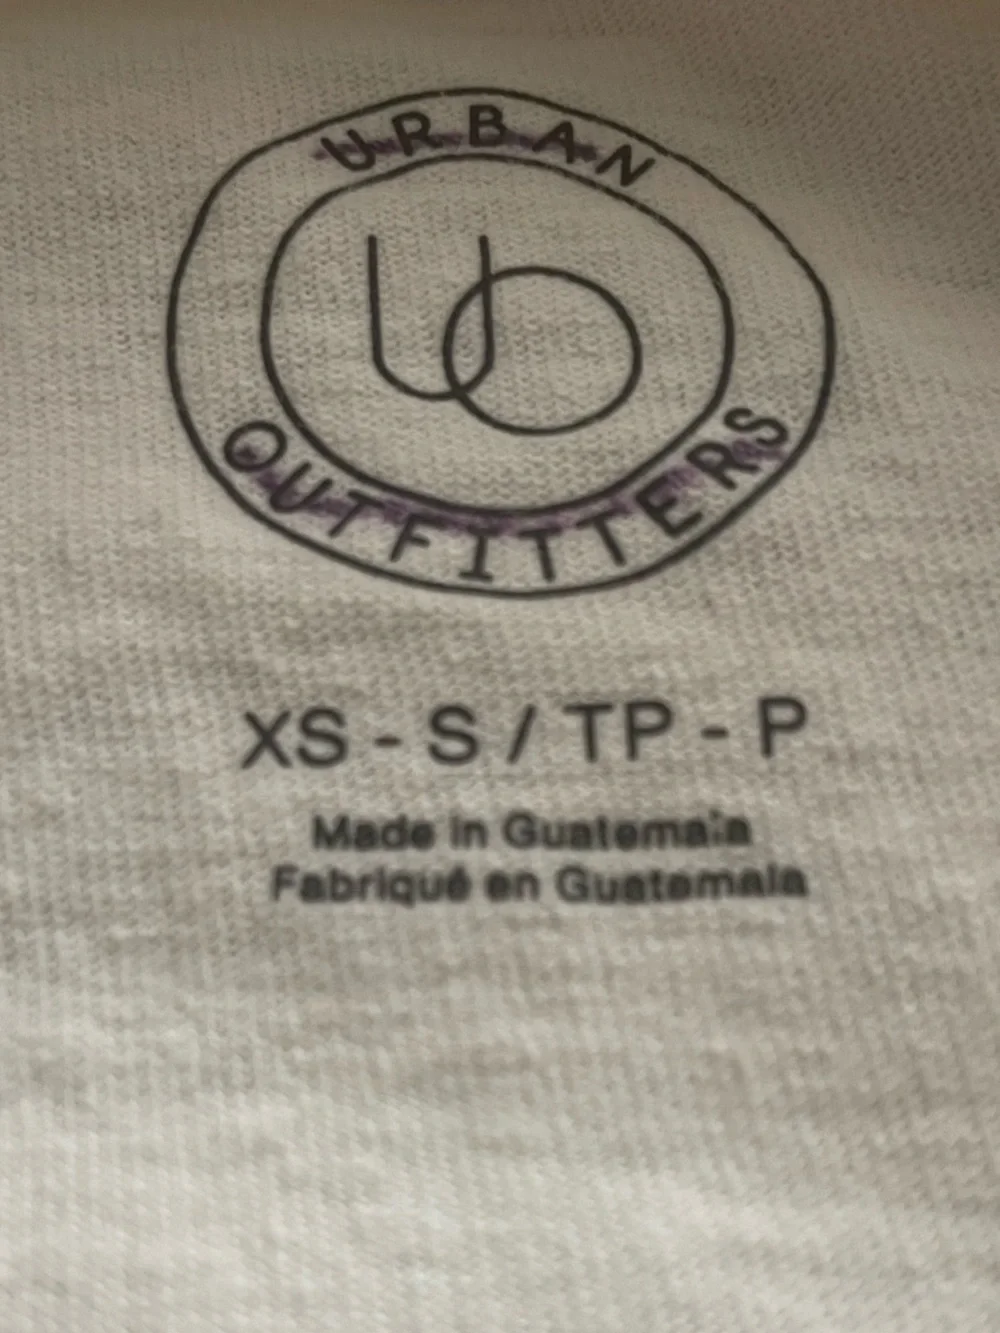 URBAN
UO
OUTFITTERS
XS - S / TP - P
Made in Guatemala
Fabriqué en Guatemala